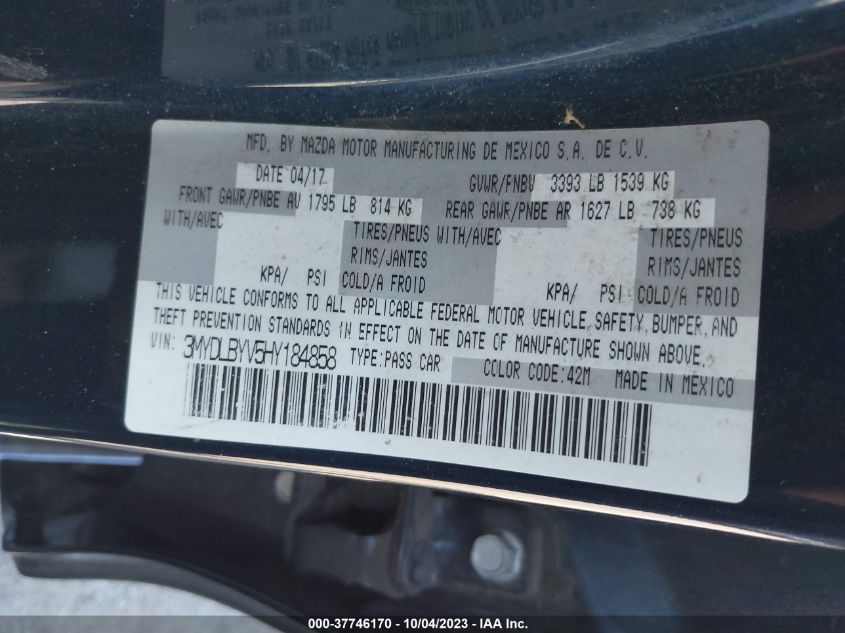 MFD. BY MAZDA MOTOR MANUFACTURING DE MEXICO S.A. DE C.V.
DATE 04/17 GVWR/PNBV 3393 LB 1539 KG
FRONT GAWR/PNBE AV 1795 LB 814 KG REAR GAWR/PNBE AR 1627 LB 738 KG
WITH/AVEC TIRES/PNEUS WITH/AVEC TIRES/PNEUS
RIMS/JANTES RIMS/JANTES
KPA/ PSI COLD/A FROID KPA/ PSI COLD/A FROID
THIS VEHICLE CONFORMS TO ALL APPLICABLE FEDERAL MOTOR VEHICLE SAFETY, BUMPER, AND
THEFT PREVENTION STANDARDS IN EFFECT ON THE DATE OF MANUFACTURE SHOWN ABOVE.
VIN: 3MYDLBYV5HY184858 TYPE:PASS CAR COLOR CODE:42M MADE IN MEXICO
000-37746170 - 10/04/2023 - IAA Inc.